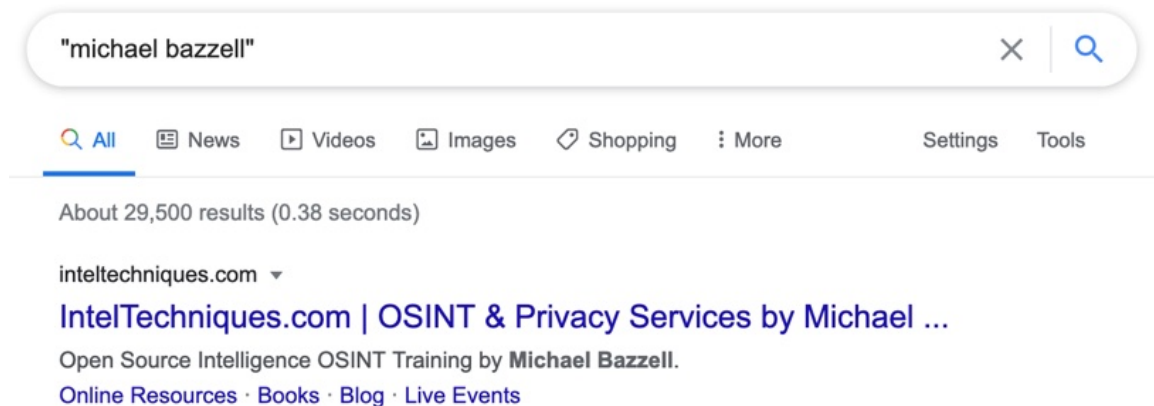 "michael bazzell"
All News Videos Images Shopping More Settings Tools
About 29,500 results (0.38 seconds)
inteltechniques.com
IntelTechniques.com | OSINT & Privacy Services by Michael ...
Open Source Intelligence OSINT Training by Michael Bazzell.
Online Resources · Books · Blog · Live Events